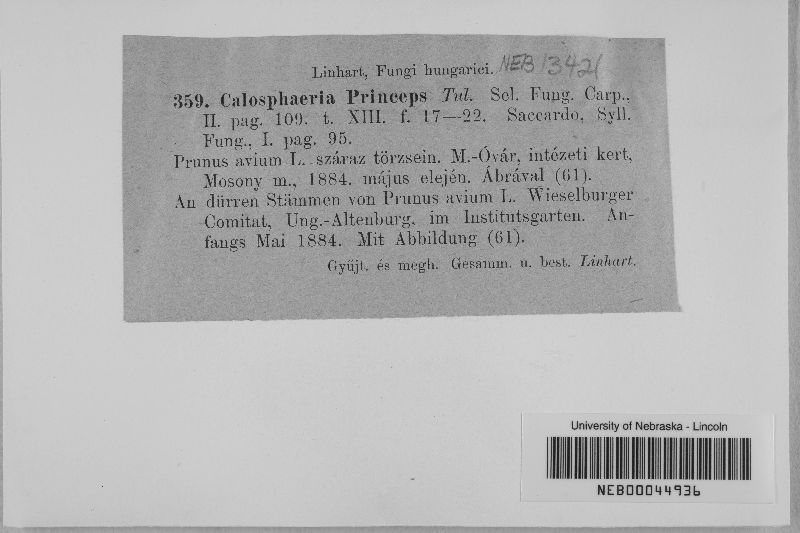 Linhart, Fungi hungarici. NEB 13421
359. Calosphaeria Princeps Tul. Sel. Fung. Carp.,
II. pag. 109. t. XIII. f. 17—22. Saccardo, Syll.
Fung., I. pag. 95.
Prunus avium L. száraz törzsein. M.-Óvár, intézeti kert,
Mosony m., 1884. május elején. Ábrával (61).
An dürren Stämmen von Prunus avium L. Wieselburger
Comitat, Ung.-Altenburg, im Institutsgarten. An-
fangs Mai 1884. Mit Abbildung (61).
Gyűjt. és megh. Gesamm. u. best. Linhart.
University of Nebraska - Lincoln
NEB00044936